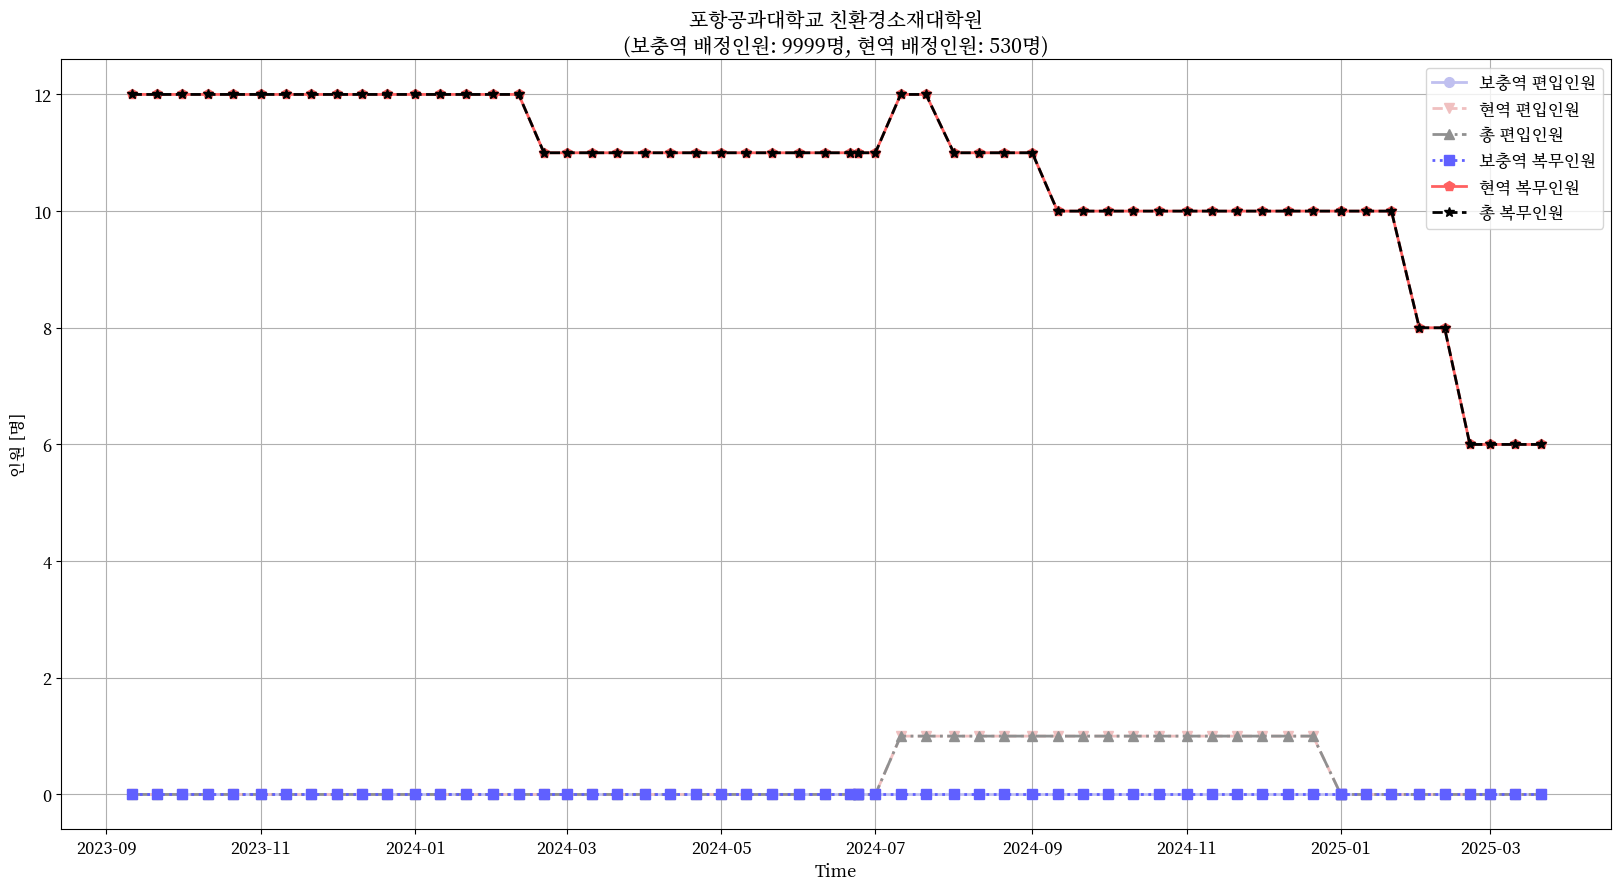 포항공과대학교 친환경소재대학원
(보충역 배정인원: 9999명, 현역 배정인원: 530명)
보충역 편입인원
현역 편입인원
총 편입인원
보충역 복무인원
현역 복무인원
총 복무인원
인원 [명]
12
10
8
6
4
2
0
2023-09
2023-11
2024-01
2024-03
2024-05
2024-07
2024-09
2024-11
2025-01
2025-03
Time